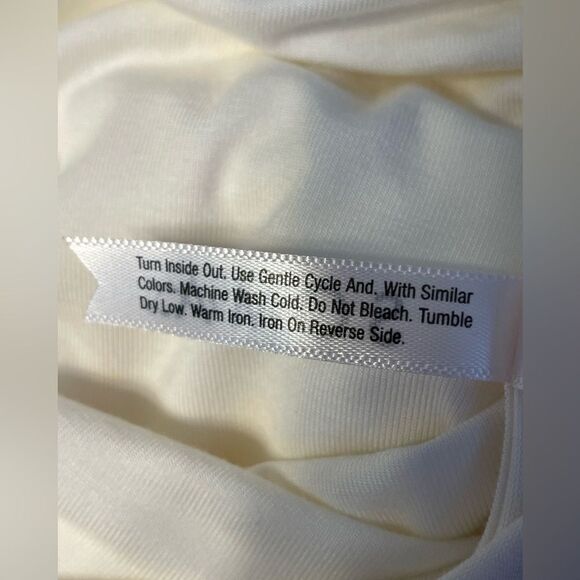 Turn Inside Out. Use Gentle Cycle And. With Similar
Colors. Machine Wash Cold. Do Not Bleach. Tumble
Dry Low. Warm Iron. Iron On Reverse Side.